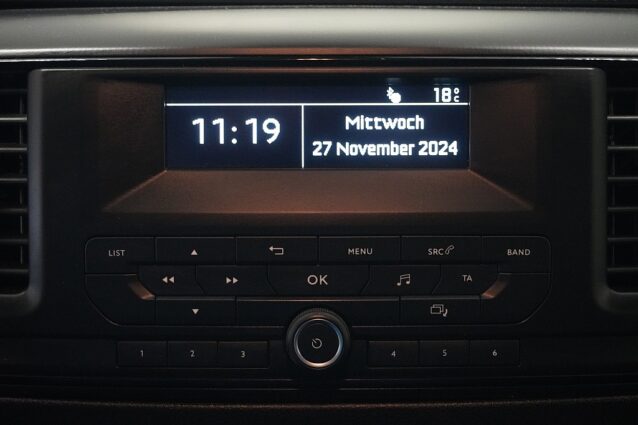 18°C
11:19
Mittwoch
27 November 2024
LIST
MENU
SRC
BAND
OK
TA
1
2
3
4
5
6